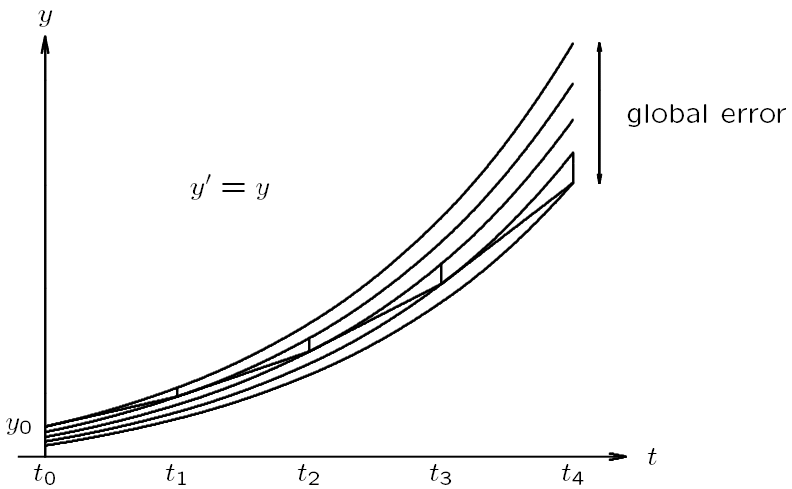 y
global error
y′ = y
y₀
t₀ t₁ t₂ t₃ t₄ t